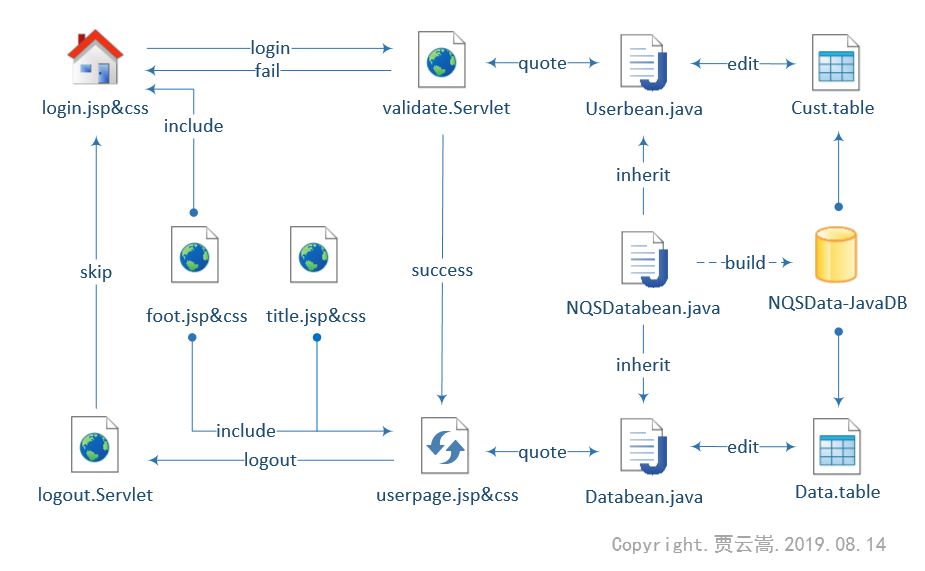 login
fail
login.jsp&css
validate.Servlet
quote
Userbean.java
edit
Cust.table
include
inherit
skip
success
build
foot.jsp&css
title.jsp&css
NQSDatabean.java
NQSData-JavaDB
inherit
include
logout
logout.Servlet
userpage.jsp&css
quote
Databean.java
edit
Data.table
Copyright.贾云嵩.2019.08.14